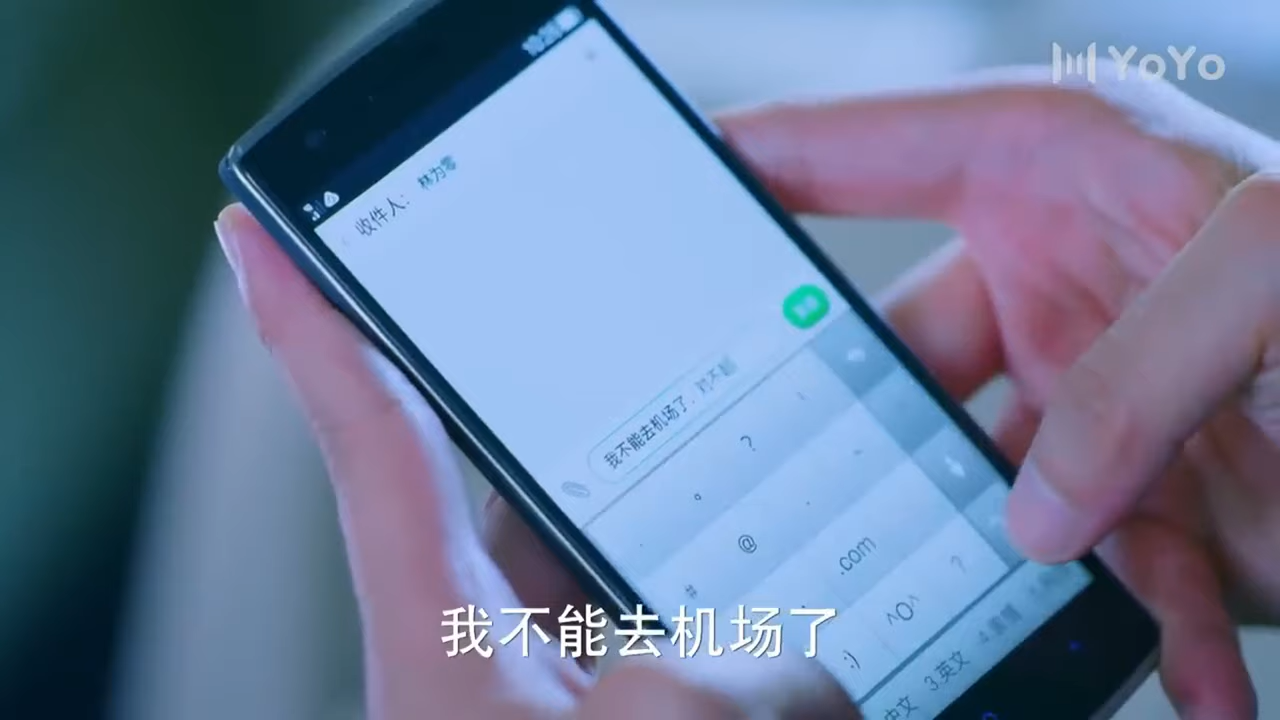 YoYo
收件人: 林为零
我不能去机场了, 对不起
?
。
@
#
.com
^O^
?
:)
中文 3.英文
我不能去机场了